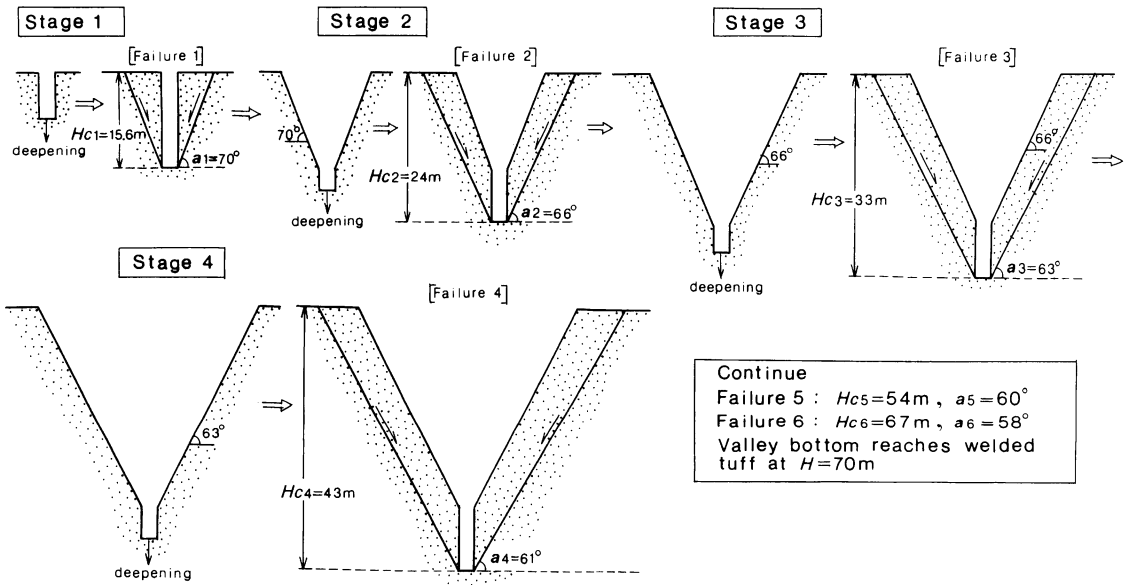 Stage 1
[Failure 1]
Hc1=15.6m
a1=70°
deepening
Stage 2
70°
deepening
[Failure 2]
Hc2=24m
a2=66°
Stage 3
66°
deepening
[Failure 3]
66°
Hc3=33m
a3=63°
Stage 4
63°
deepening
[Failure 4]
Hc4=43m
a4=61°
Continue
Failure 5 : Hc5=54m , a5=60°
Failure 6 : Hc6=67m , a6=58°
Valley bottom reaches welded
tuff at H=70m